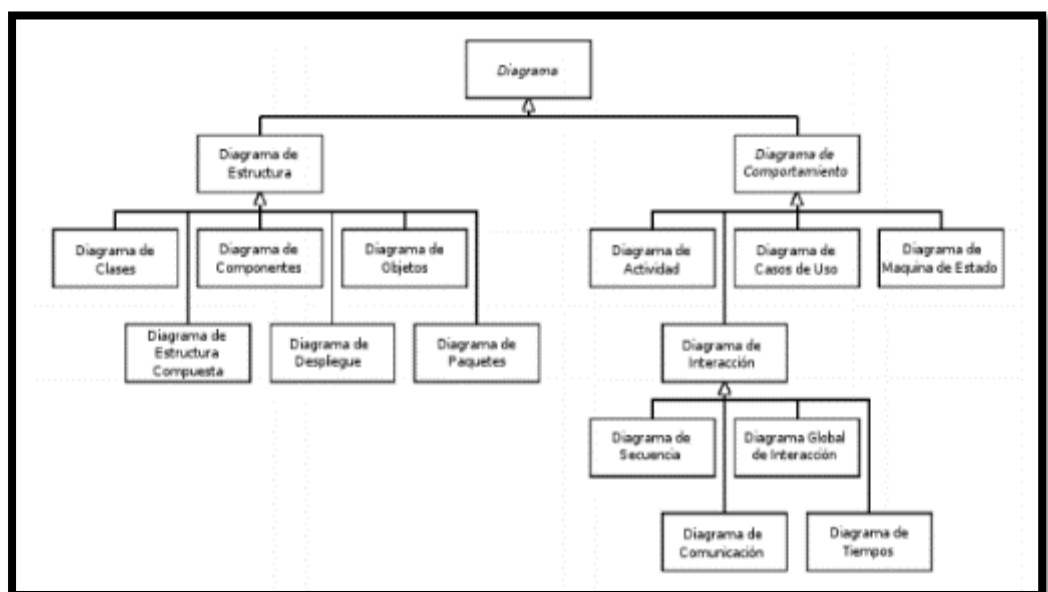 Diagrama
Diagrama de
Estructura
Diagrama de
Comportamiento
Diagrama de
Clases
Diagrama de
Componentes
Diagrama de
Objetos
Diagrama de
Actividad
Diagrama de
Casos de Uso
Diagrama de
Maquina de Estado
Diagrama de
Estructura
Compuesta
Diagrama de
Despliegue
Diagrama de
Paquetes
Diagrama de
Interacción
Diagrama de
Secuencia
Diagrama Global
de Interacción
Diagrama de
Comunicación
Diagrama de
Tiempos